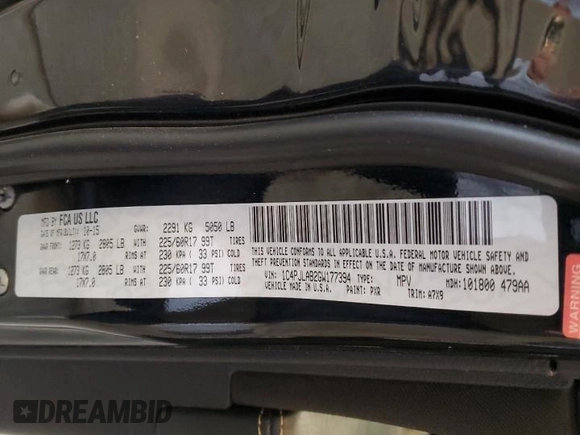 MFD BY FCA US LLC
DATE OF MFR 10-15
GVWR: 2291 KG 5050 LB
GAWR FRONT: 1273 KG 2805 LB WITH 225/60R17 99T TIRES
17X7.0 RIMS AT 230 KPA ( 33 PSI) COLD
GAWR REAR: 1273 KG 2805 LB WITH 225/60R17 99T TIRES
17X7.0 RIMS AT 230 KPA ( 33 PSI) COLD
THIS VEHICLE CONFORMS TO ALL APPLICABLE U.S.A. FEDERAL MOTOR VEHICLE SAFETY AND
THEFT PREVENTION STANDARDS IN EFFECT ON THE DATE OF MANUFACTURE SHOWN ABOVE.
VIN: 1C4PJLAB2GW177394 TYPE: MPV MDH: 101800 479AA
VEHICLE MADE IN U.S.A. PAINT: PXR TRIM: A7X9
WARNING
DREAMBID